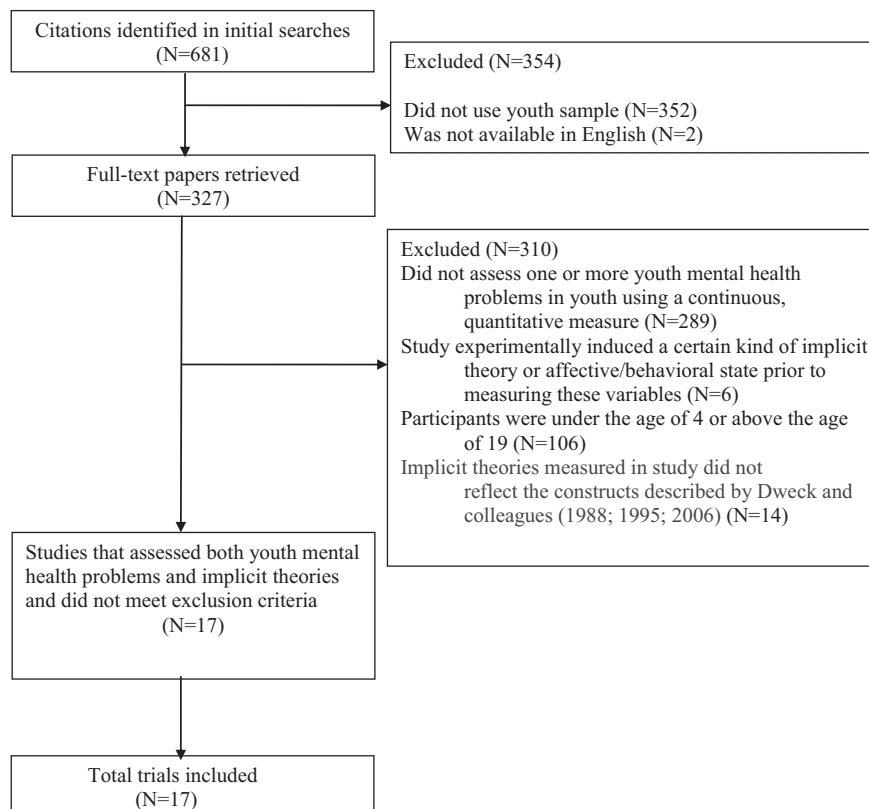 Citations identified in initial searches
(N=681)
Excluded (N=354)
Did not use youth sample (N=352)
Was not available in English (N=2)
Full-text papers retrieved
(N=327)
Excluded (N=310)
Did not assess one or more youth mental health
problems in youth using a continuous,
quantitative measure (N=289)
Study experimentally induced a certain kind of implicit
theory or affective/behavioral state prior to
measuring these variables (N=6)
Participants were under the age of 4 or above the age
of 19 (N=106)
Implicit theories measured in study did not
reflect the constructs described by Dweck and
colleagues (1988; 1995; 2006) (N=14)
Studies that assessed both youth mental
health problems and implicit theories
and did not meet exclusion criteria
(N=17)
Total trials included
(N=17)